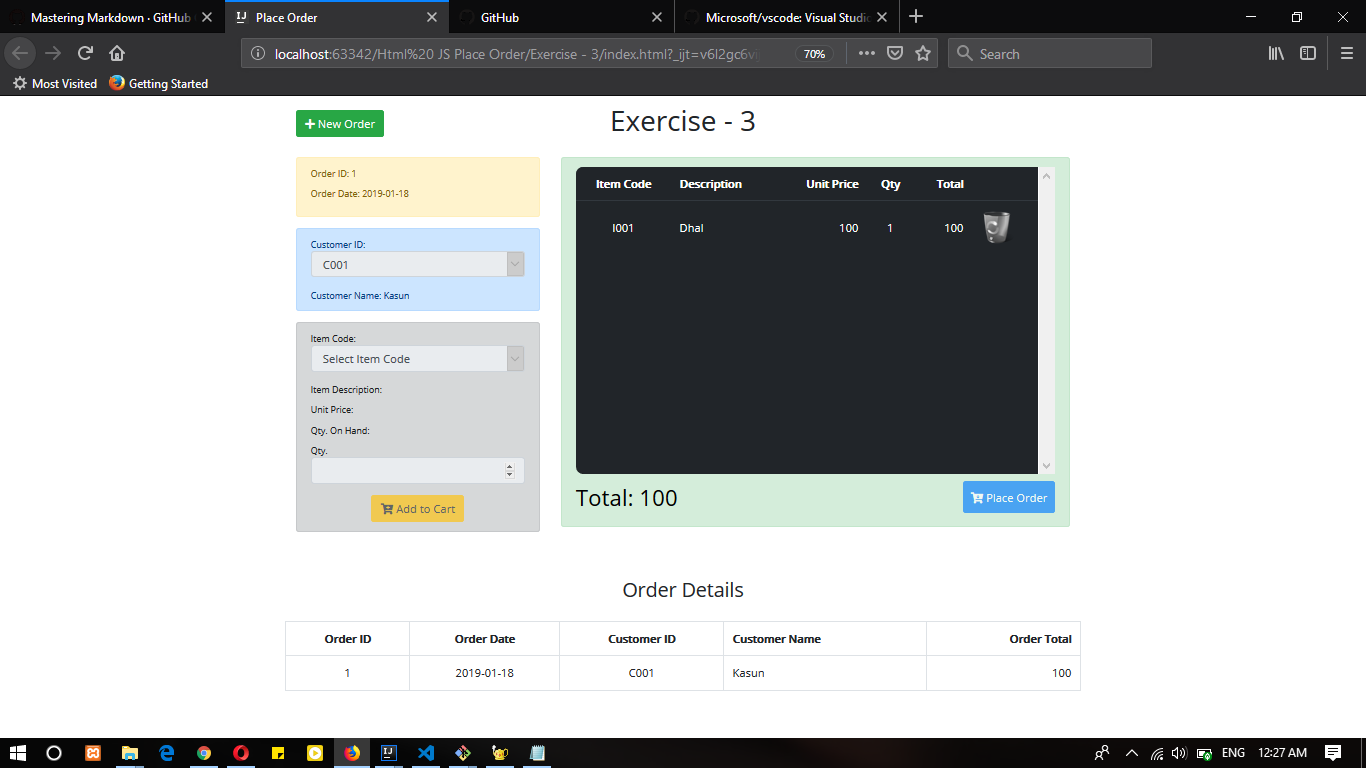 Mastering Markdown · GitHub
Place Order
GitHub
Microsoft/vscode: Visual Studi
localhost:63342/Html%20 JS Place Order/Exercise - 3/index.html?_ijt=v6l2gc6v
70%
Search
Most Visited
Getting Started
New Order
Exercise - 3
Order ID: 1
Order Date: 2019-01-18
Customer ID:
C001
Customer Name: Kasun
Item Code:
Select Item Code
Item Description:
Unit Price:
Qty. On Hand:
Qty.
Add to Cart
Item Code Description Unit Price Qty Total
I001 Dhal 100 1 100
Total: 100
Place Order
Order Details
Order ID Order Date Customer ID Customer Name Order Total
1 2019-01-18 C001 Kasun 100
ENG 12:27 AM